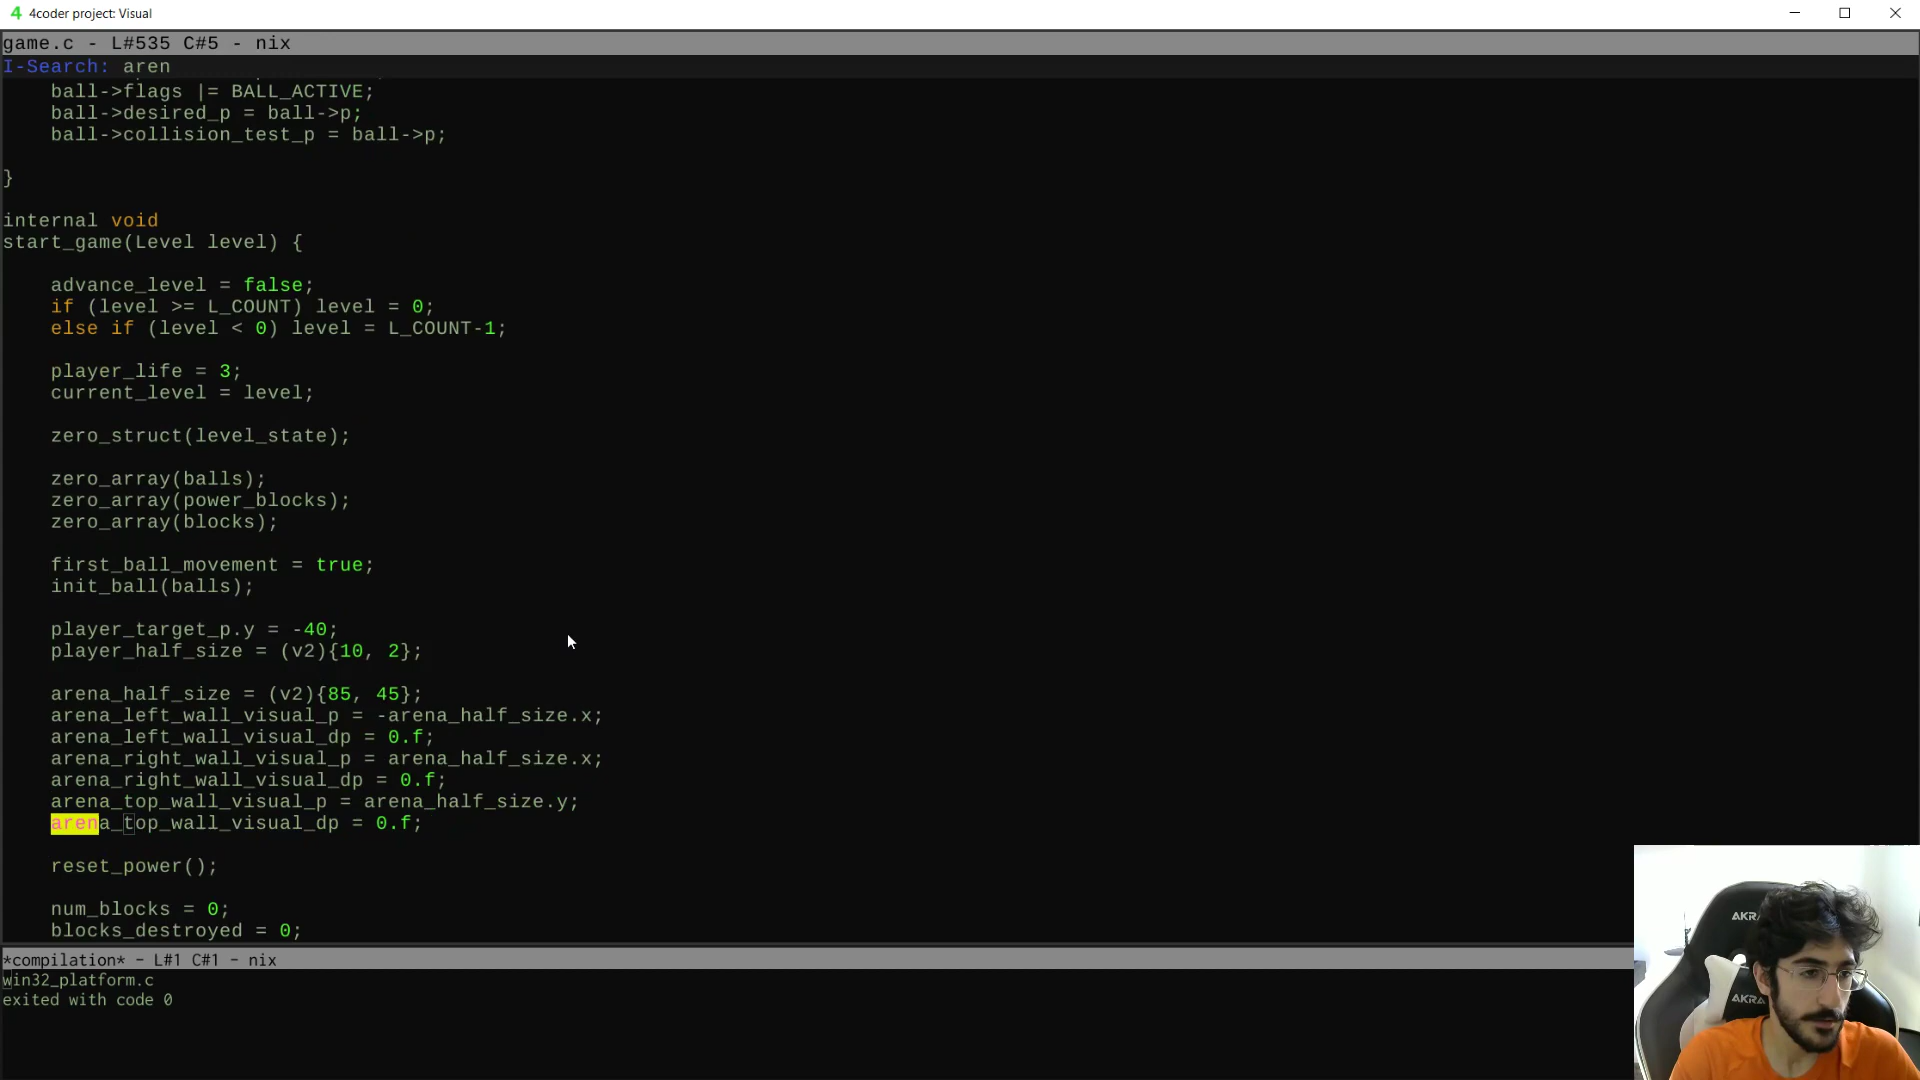 4coder project: Visual
game.c - L#535 C#5 - nix
I-Search: aren
ball->flags |= BALL_ACTIVE;
ball->desired_p = ball->p;
ball->collision_test_p = ball->p;
}
internal void
start_game(Level level) {
advance_level = false;
if (level >= L_COUNT) level = 0;
else if (level < 0) level = L_COUNT-1;
player_life = 3;
current_level = level;
zero_struct(level_state);
zero_array(balls);
zero_array(power_blocks);
zero_array(blocks);
first_ball_movement = true;
init_ball(balls);
player_target_p.y = -40;
player_half_size = (v2){10, 2};
arena_half_size = (v2){85, 45};
arena_left_wall_visual_p = -arena_half_size.x;
arena_left_wall_visual_dp = 0.f;
arena_right_wall_visual_p = arena_half_size.x;
arena_right_wall_visual_dp = 0.f;
arena_top_wall_visual_p = arena_half_size.y;
arena_top_wall_visual_dp = 0.f;
reset_power();
num_blocks = 0;
blocks_destroyed = 0;
*compilation* - L#1 C#1 - nix
win32_platform.c
exited with code 0
AKRA
AKRA